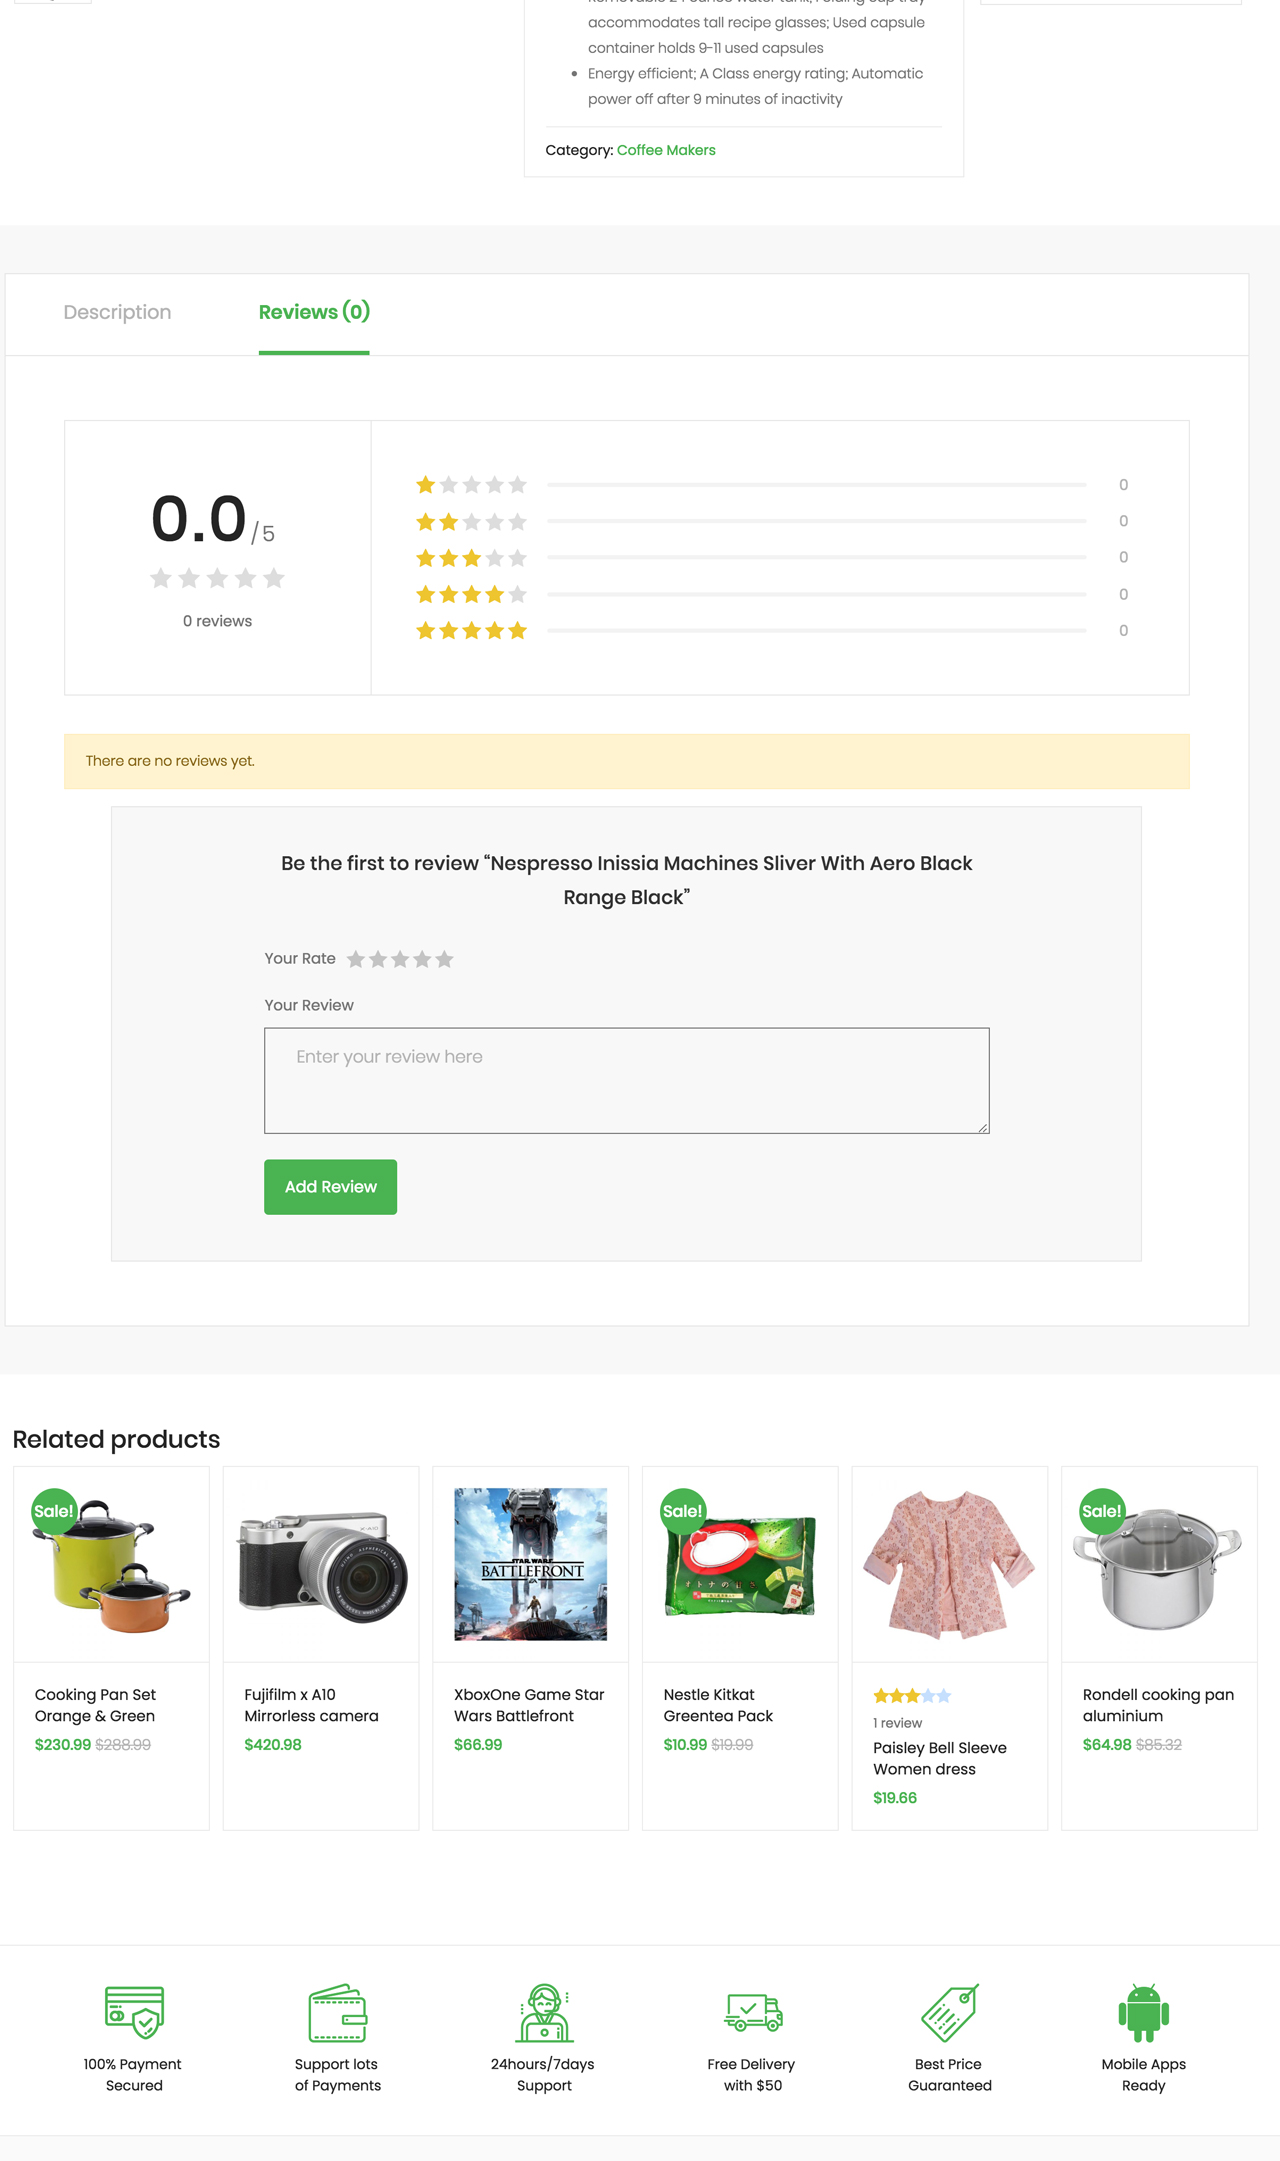 accommodates tall recipe glasses; Used capsule
container holds 9-11 used capsules
Energy efficient; A Class energy rating; Automatic
power off after 9 minutes of inactivity
Category: Coffee Makers
Description
Reviews (0)
0.0/5
0 reviews
0
0
0
0
0
There are no reviews yet.
Be the first to review “Nespresso Inissia Machines Sliver With Aero Black
Range Black”
Your Rate
Your Review
Enter your review here
Add Review
Related products
Sale!
Cooking Pan Set
Orange & Green
$230.99 $288.99
X-A10
Fujifilm x A10
Mirrorless camera
$420.98
STAR WARS
BATTLEFRONT
XboxOne Game Star
Wars Battlefront
$66.99
Sale!
オトナの甘さ
Nestle Kitkat
Greentea Pack
$10.99 $19.99
1 review
Paisley Bell Sleeve
Women dress
$19.66
Sale!
Rondell cooking pan
aluminium
$64.98 $85.32
100% Payment
Secured
Support lots
of Payments
24hours/7days
Support
Free Delivery
with $50
Best Price
Guaranteed
Mobile Apps
Ready